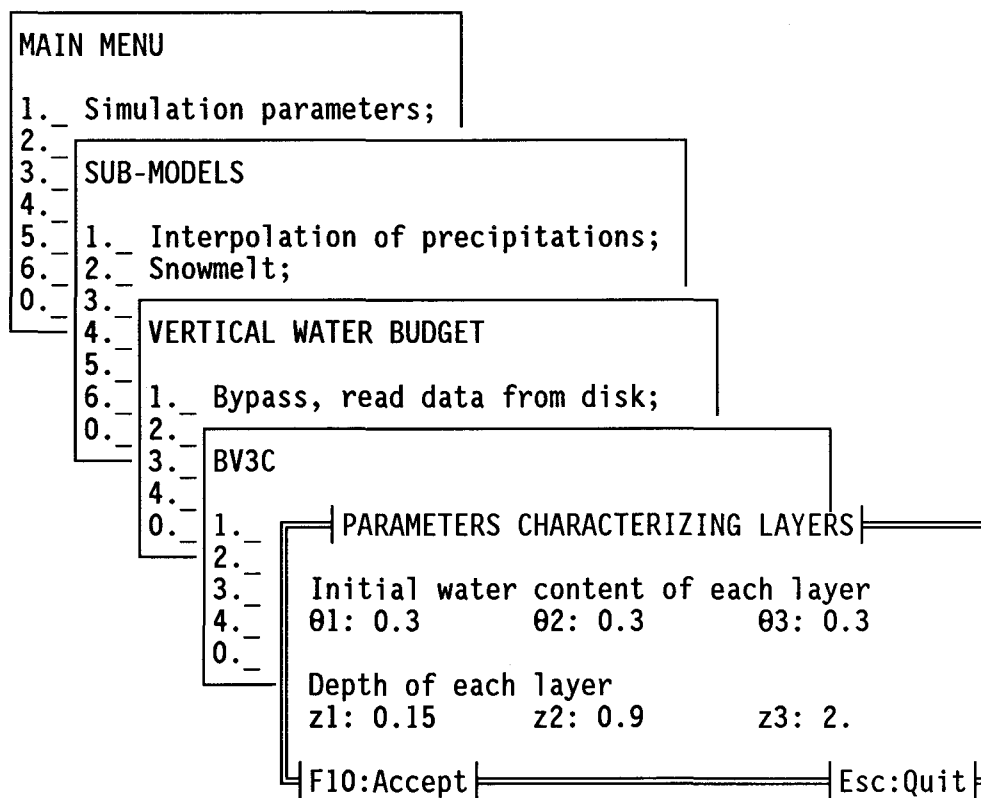 MAIN MENU
1._ Simulation parameters;
2._
3._
4._
5._
6._
0._
SUB-MODELS
1._ Interpolation of precipitations;
2._ Snowmelt;
3._
4._
5._
6._
0._
VERTICAL WATER BUDGET
1._ Bypass, read data from disk;
2._
3._
4._
0._
BV3C
1._
2._
3._
4._
0._
PARAMETERS CHARACTERIZING LAYERS
Initial water content of each layer
θ1: 0.3 θ2: 0.3 θ3: 0.3
Depth of each layer
z1: 0.15 z2: 0.9 z3: 2.
F10:Accept Esc:Quit